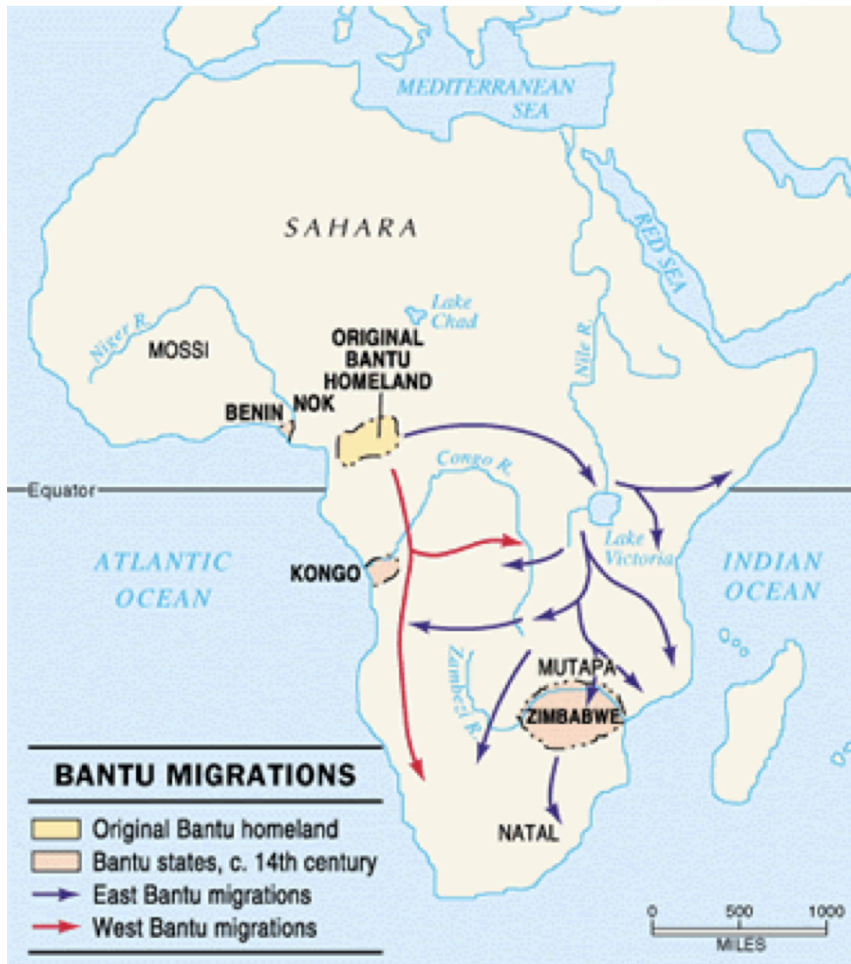 MEDITERRANEAN
SEA
SAHARA
RED SEA
Lake
Chad
Niger R.
MOSSI
ORIGINAL
BANTU
HOMELAND
Nile R.
NOK
BENIN
Congo R.
Equator
ATLANTIC
OCEAN
KONGO
Lake
Victoria
INDIAN
OCEAN
Zambezi R.
MUTAPA
ZIMBABWE
NATAL
BANTU MIGRATIONS
Original Bantu homeland
Bantu states, c. 14th century
East Bantu migrations
West Bantu migrations
0 500 1000
MILES